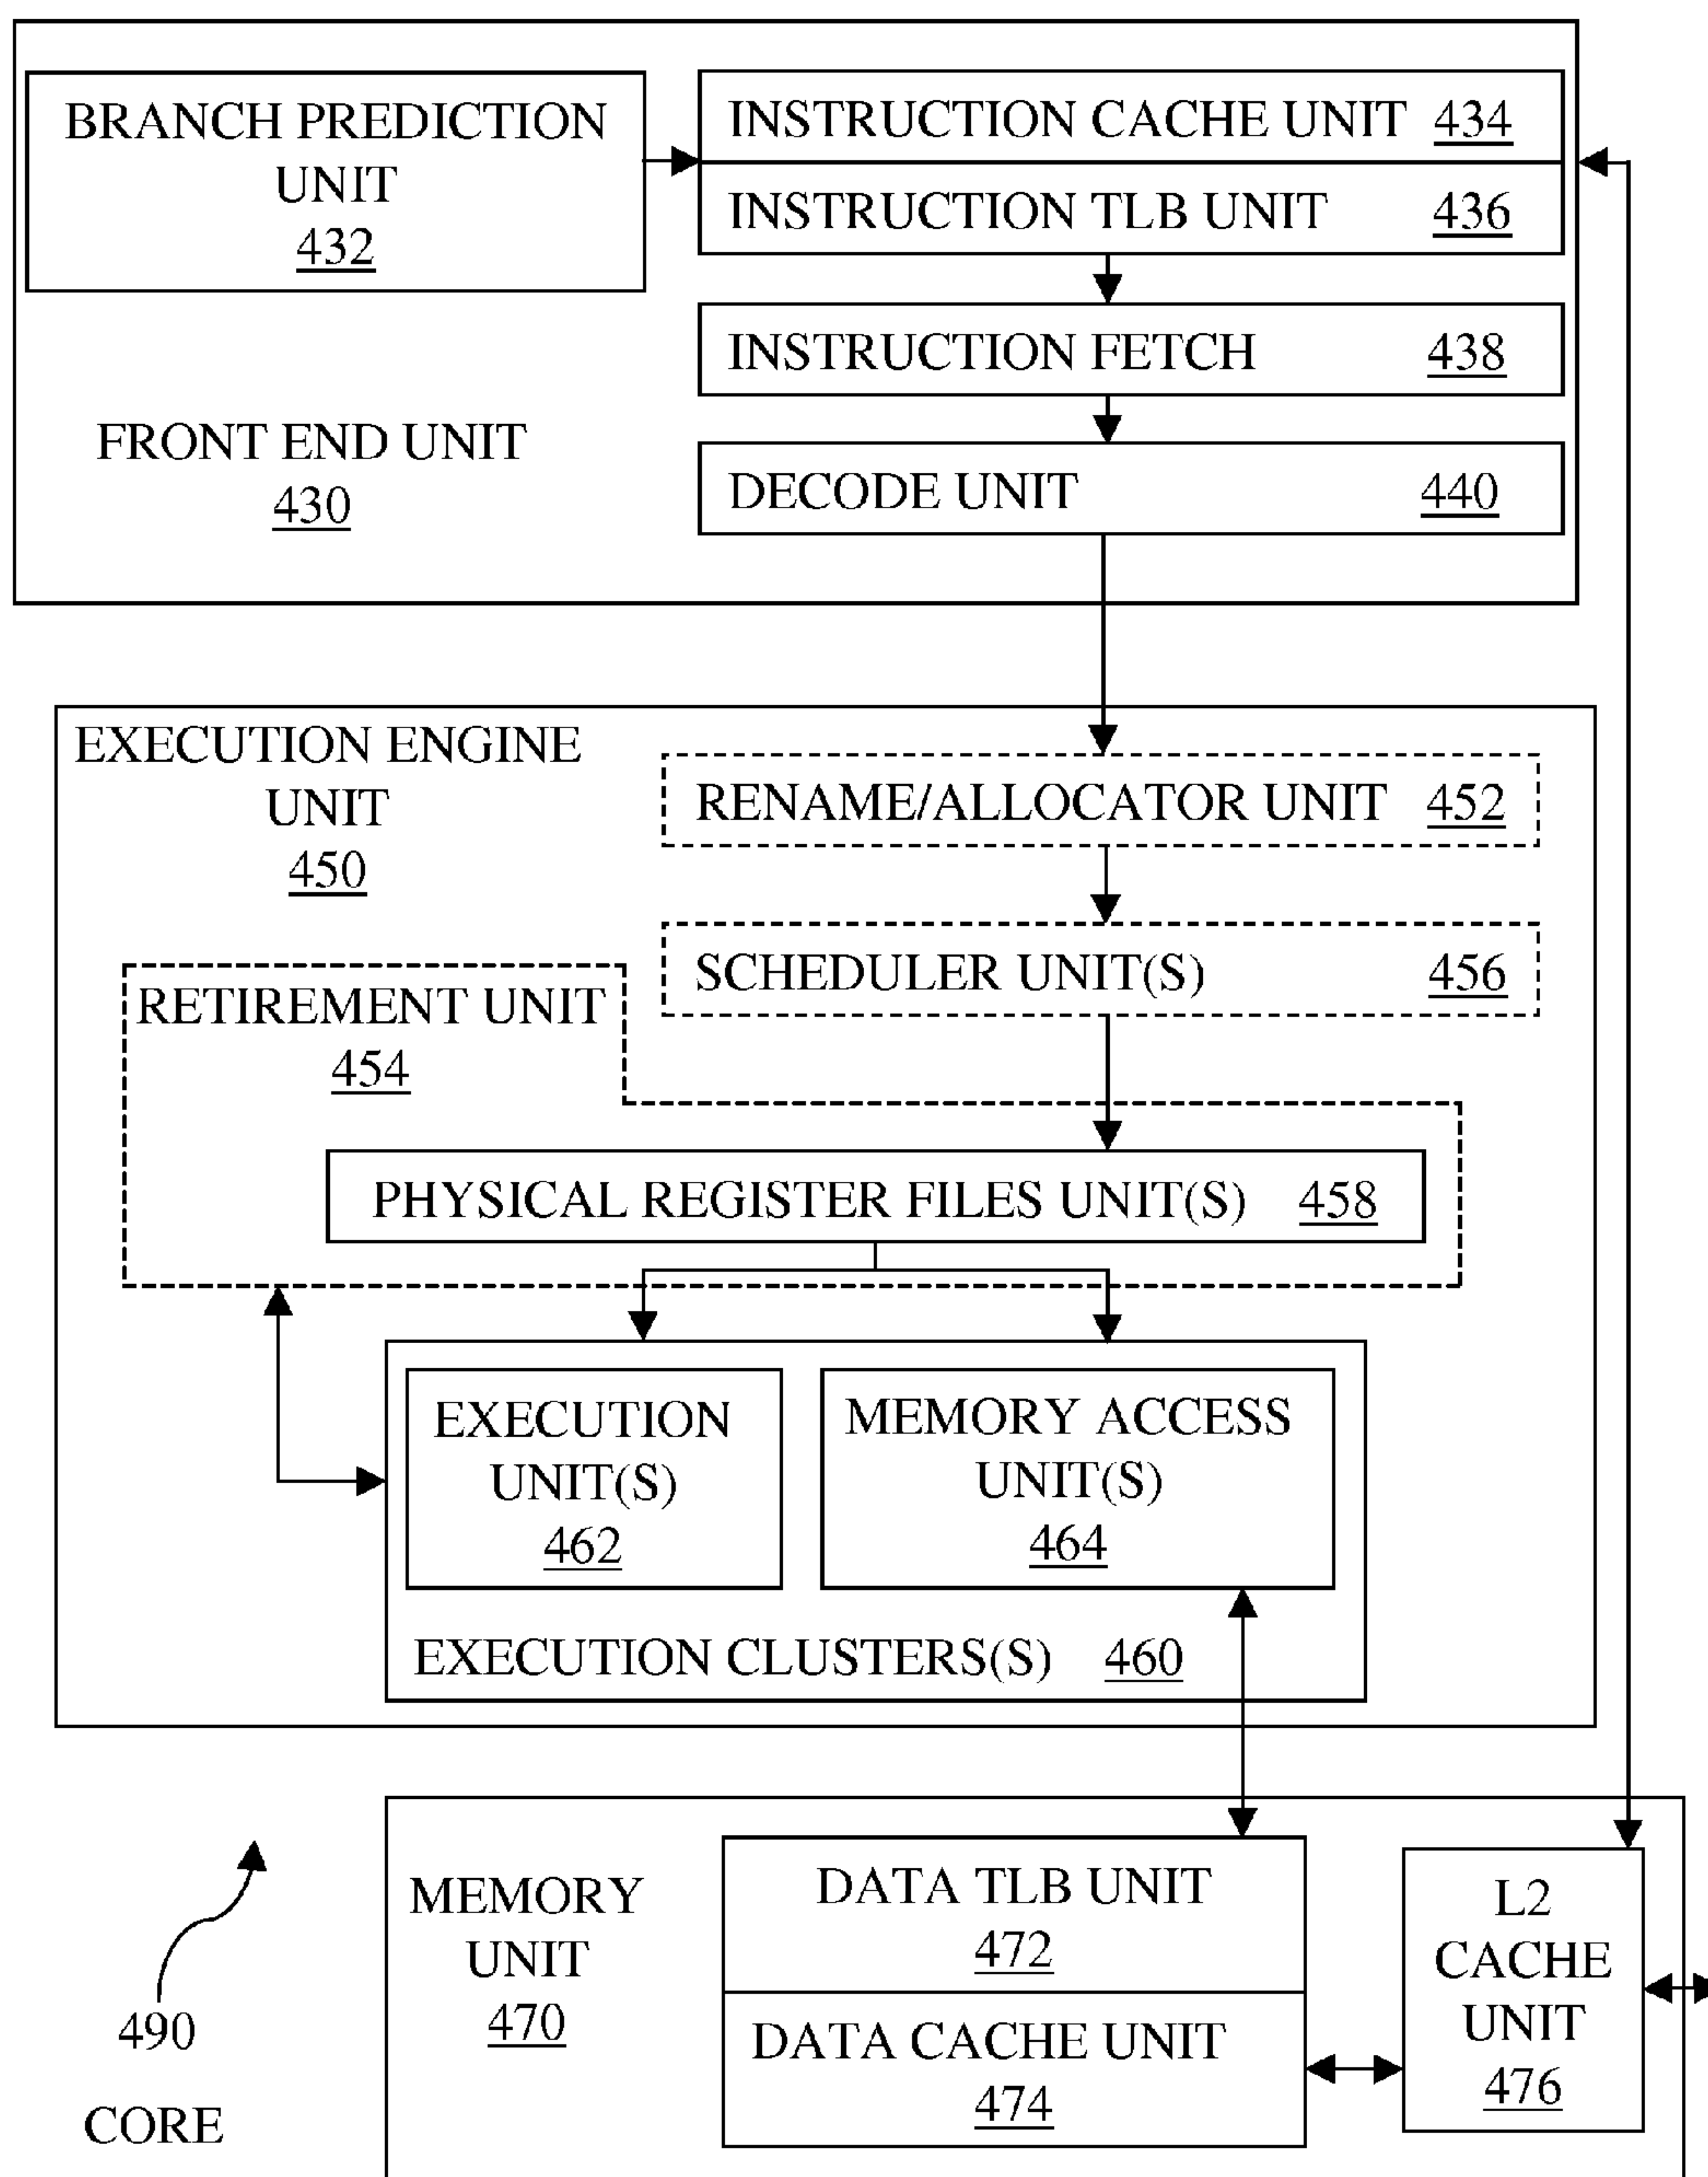 BRANCH PREDICTION
UNIT
432
INSTRUCTION CACHE UNIT 434
INSTRUCTION TLB UNIT 436
INSTRUCTION FETCH 438
FRONT END UNIT
430
DECODE UNIT 440
EXECUTION ENGINE
UNIT
450
RENAME/ALLOCATOR UNIT 452
SCHEDULER UNIT(S) 456
RETIREMENT UNIT
454
PHYSICAL REGISTER FILES UNIT(S) 458
EXECUTION
UNIT(S)
462
MEMORY ACCESS
UNIT(S)
464
EXECUTION CLUSTERS(S) 460
MEMORY
UNIT
470
DATA TLB UNIT
472
DATA CACHE UNIT
474
L2
CACHE
UNIT
476
490
CORE